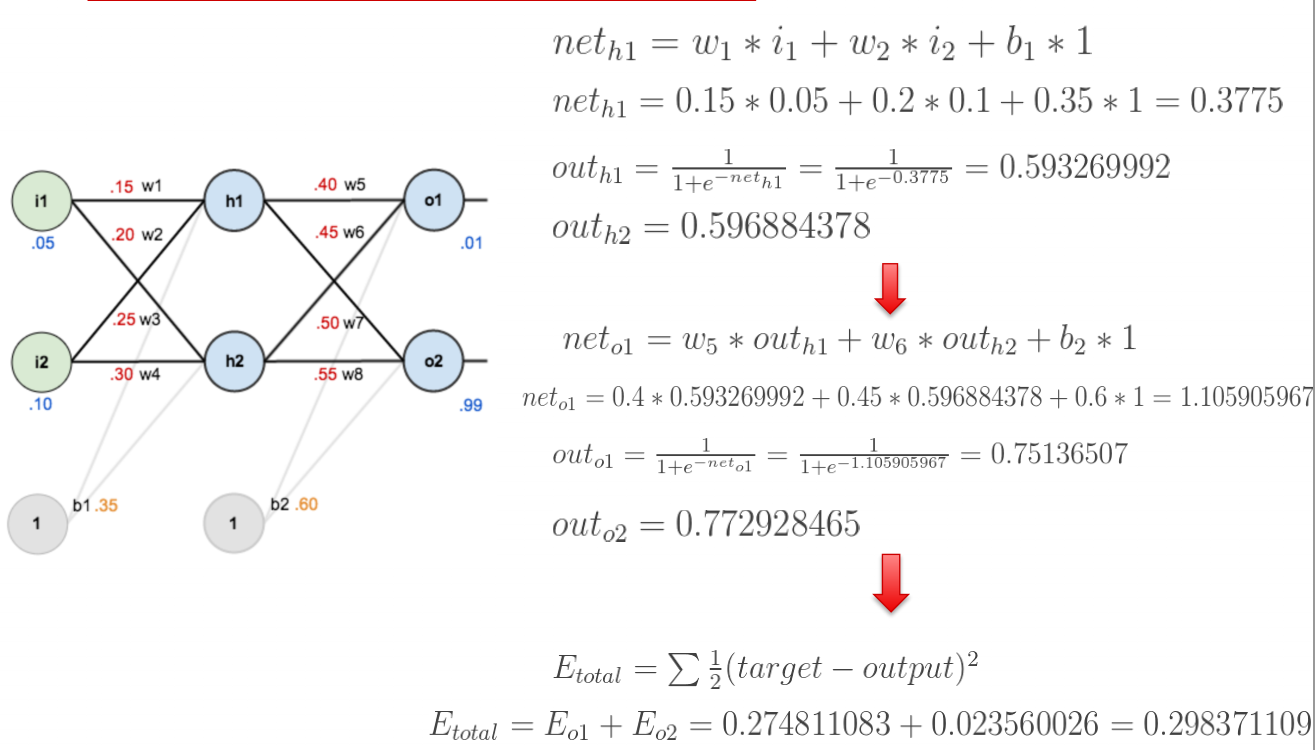 net_{h1} = w_1 * i_1 + w_2 * i_2 + b_1 * 1
net_{h1} = 0.15 * 0.05 + 0.2 * 0.1 + 0.35 * 1 = 0.3775
out_{h1} = \frac{1}{1+e^{-net_{h1}}} = \frac{1}{1+e^{-0.3775}} = 0.593269992
out_{h2} = 0.596884378
net_{o1} = w_5 * out_{h1} + w_6 * out_{h2} + b_2 * 1
net_{o1} = 0.4 * 0.593269992 + 0.45 * 0.596884378 + 0.6 * 1 = 1.105905967
out_{o1} = \frac{1}{1+e^{-net_{o1}}} = \frac{1}{1+e^{-1.105905967}} = 0.75136507
out_{o2} = 0.772928465
E_{total} = \sum \frac{1}{2}(target - output)^2
E_{total} = E_{o1} + E_{o2} = 0.274811083 + 0.023560026 = 0.298371109
i1
.15 w1
h1
.40 w5
o1
.05
.20 w2
.45 w6
.01
.25 w3
.50 w7
i2
.30 w4
h2
.55 w8
o2
.10
.99
1
b1 .35
1
b2 .60